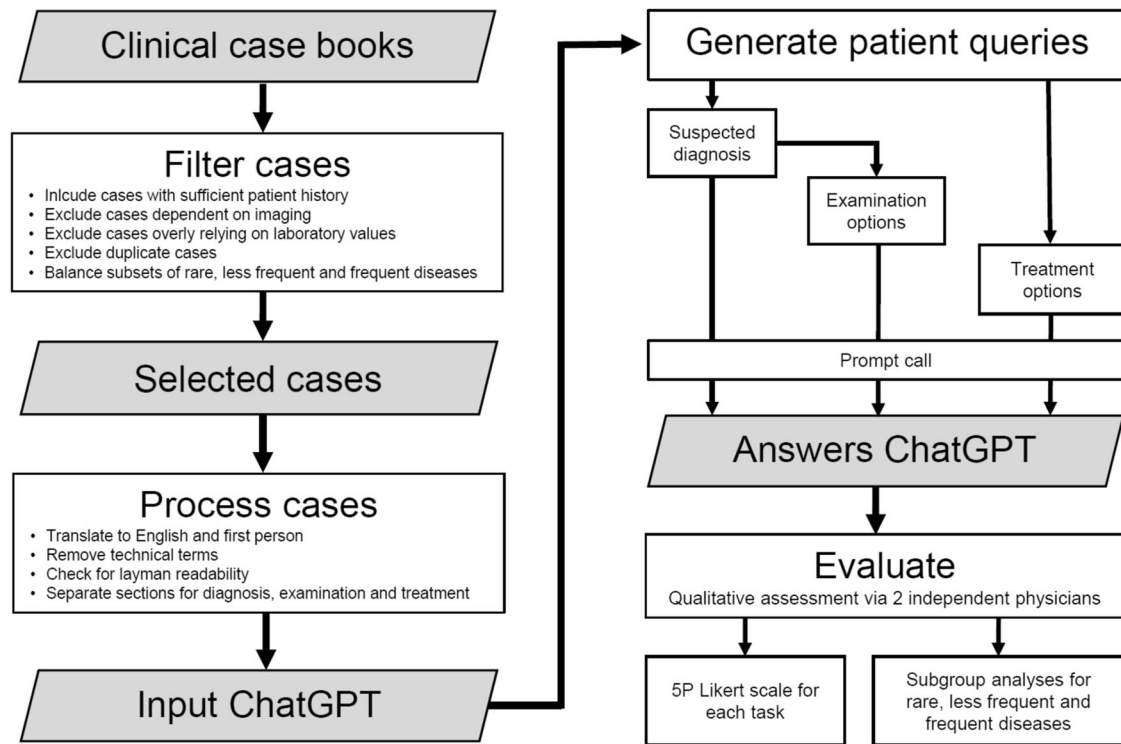 Clinical case books
Filter cases
• Inlcude cases with sufficient patient history
• Exclude cases dependent on imaging
• Exclude cases overly relying on laboratory values
• Exclude duplicate cases
• Balance subsets of rare, less frequent and frequent diseases
Selected cases
Process cases
• Translate to English and first person
• Remove technical terms
• Check for layman readability
• Separate sections for diagnosis, examination and treatment
Input ChatGPT
Generate patient queries
Suspected
diagnosis
Examination
options
Treatment
options
Prompt call
Answers ChatGPT
Evaluate
Qualitative assessment via 2 independent physicians
5P Likert scale for
each task
Subgroup analyses for
rare, less frequent and
frequent diseases